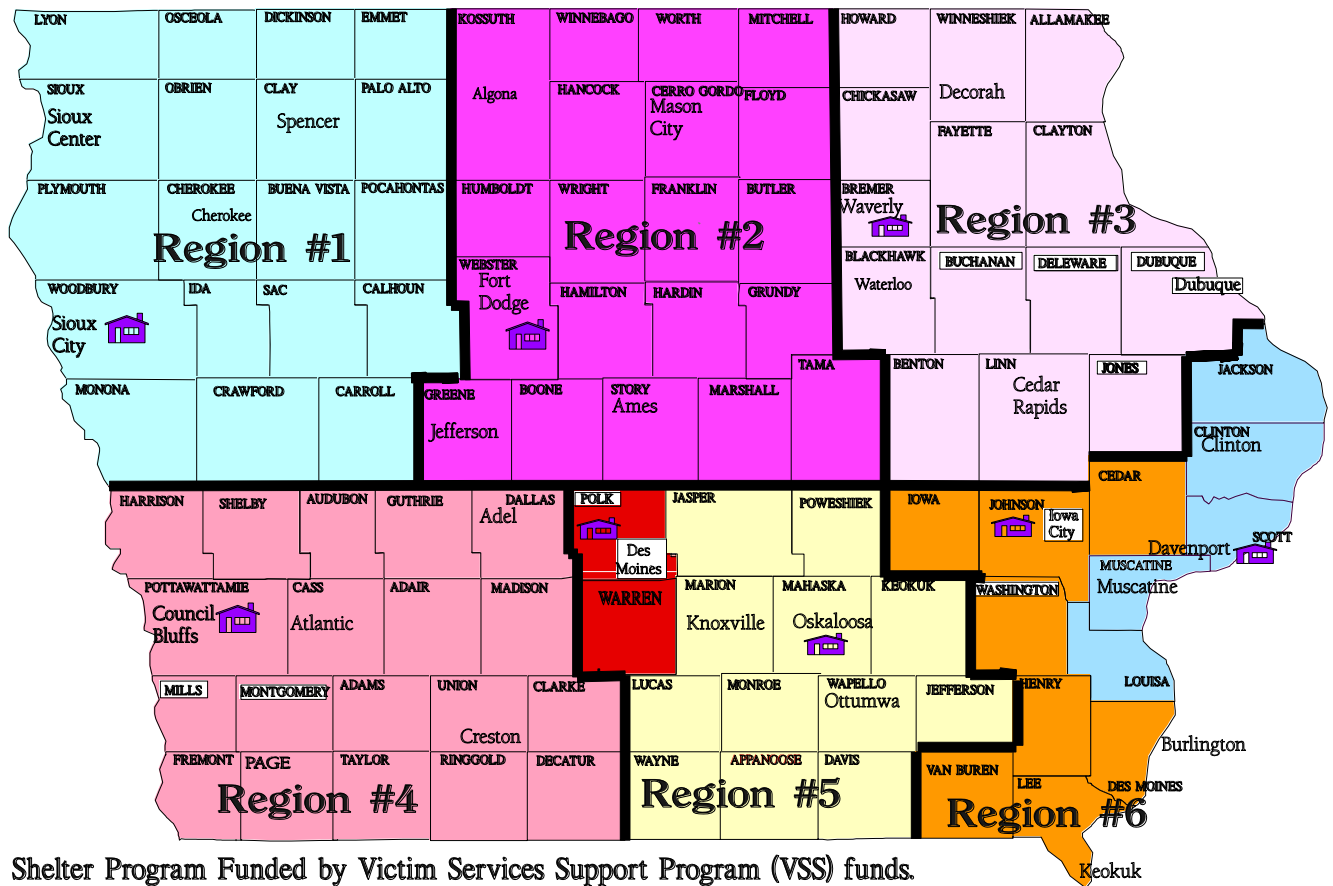 LYON
OSCEOLA
DICKINSON
EMMET
KOSSUTH
WINNEBAGO
WORTH
MITCHELL
HOWARD
WINNESHIEK
ALLAMAKEE
SIOUX
OBRIEN
CLAY
PALO ALTO
Algona
HANCOCK
CERRO GORDO
FLOYD
CHICKASAW
Decorah
Sioux
Center
Spencer
Mason
City
FAYETTE
CLAYTON
PLYMOUTH
CHEROKEE
BUENA VISTA
POCAHONTAS
HUMBOLDT
WRIGHT
FRANKLIN
BUTLER
BREMER
Waverly
Cherokee
Region #1
Region #2
Region #3
WEBSTER
Fort
Dodge
BLACKHAWK
BUCHANAN
DELEWARE
DUBUQUE
Waterloo
Dubuque
WOODBURY
IDA
SAC
CALHOUN
HAMILTON
HARDIN
GRUNDY
Sioux
City
TAMA
BENTON
LINN
JONES
JACKSON
MONONA
CRAWFORD
CARROLL
GREENE
BOONE
STORY
Ames
MARSHALL
Cedar
Rapids
Jefferson
CLINTON
Clinton
HARRISON
SHELBY
AUDUBON
GUTHRIE
DALLAS
Adel
POLK
JASPER
POWESHIEK
IOWA
JOHNSON
Iowa
City
CEDAR
Des
Moines
Davenport
SCOTT
MUSCATINE
Muscatine
POTTAWATTAMIE
CASS
ADAIR
MADISON
WARREN
MARION
MAHASKA
KEOKUK
WASHINGTON
Council
Bluffs
Atlantic
Knoxville
Oskaloosa
MILLS
MONTGOMERY
ADAMS
UNION
CLARKE
LUCAS
MONROE
WAPELLO
Ottumwa
JEFFERSON
HENRY
LOUISA
Creston
Burlington
FREMONT
PAGE
TAYLOR
RINGGOLD
DECATUR
WAYNE
APPANOOSE
DAVIS
VAN BUREN
LEE
DES MOINES
Region #4
Region #5
Region #6
Keokuk
Shelter Program Funded by Victim Services Support Program (VSS) funds.